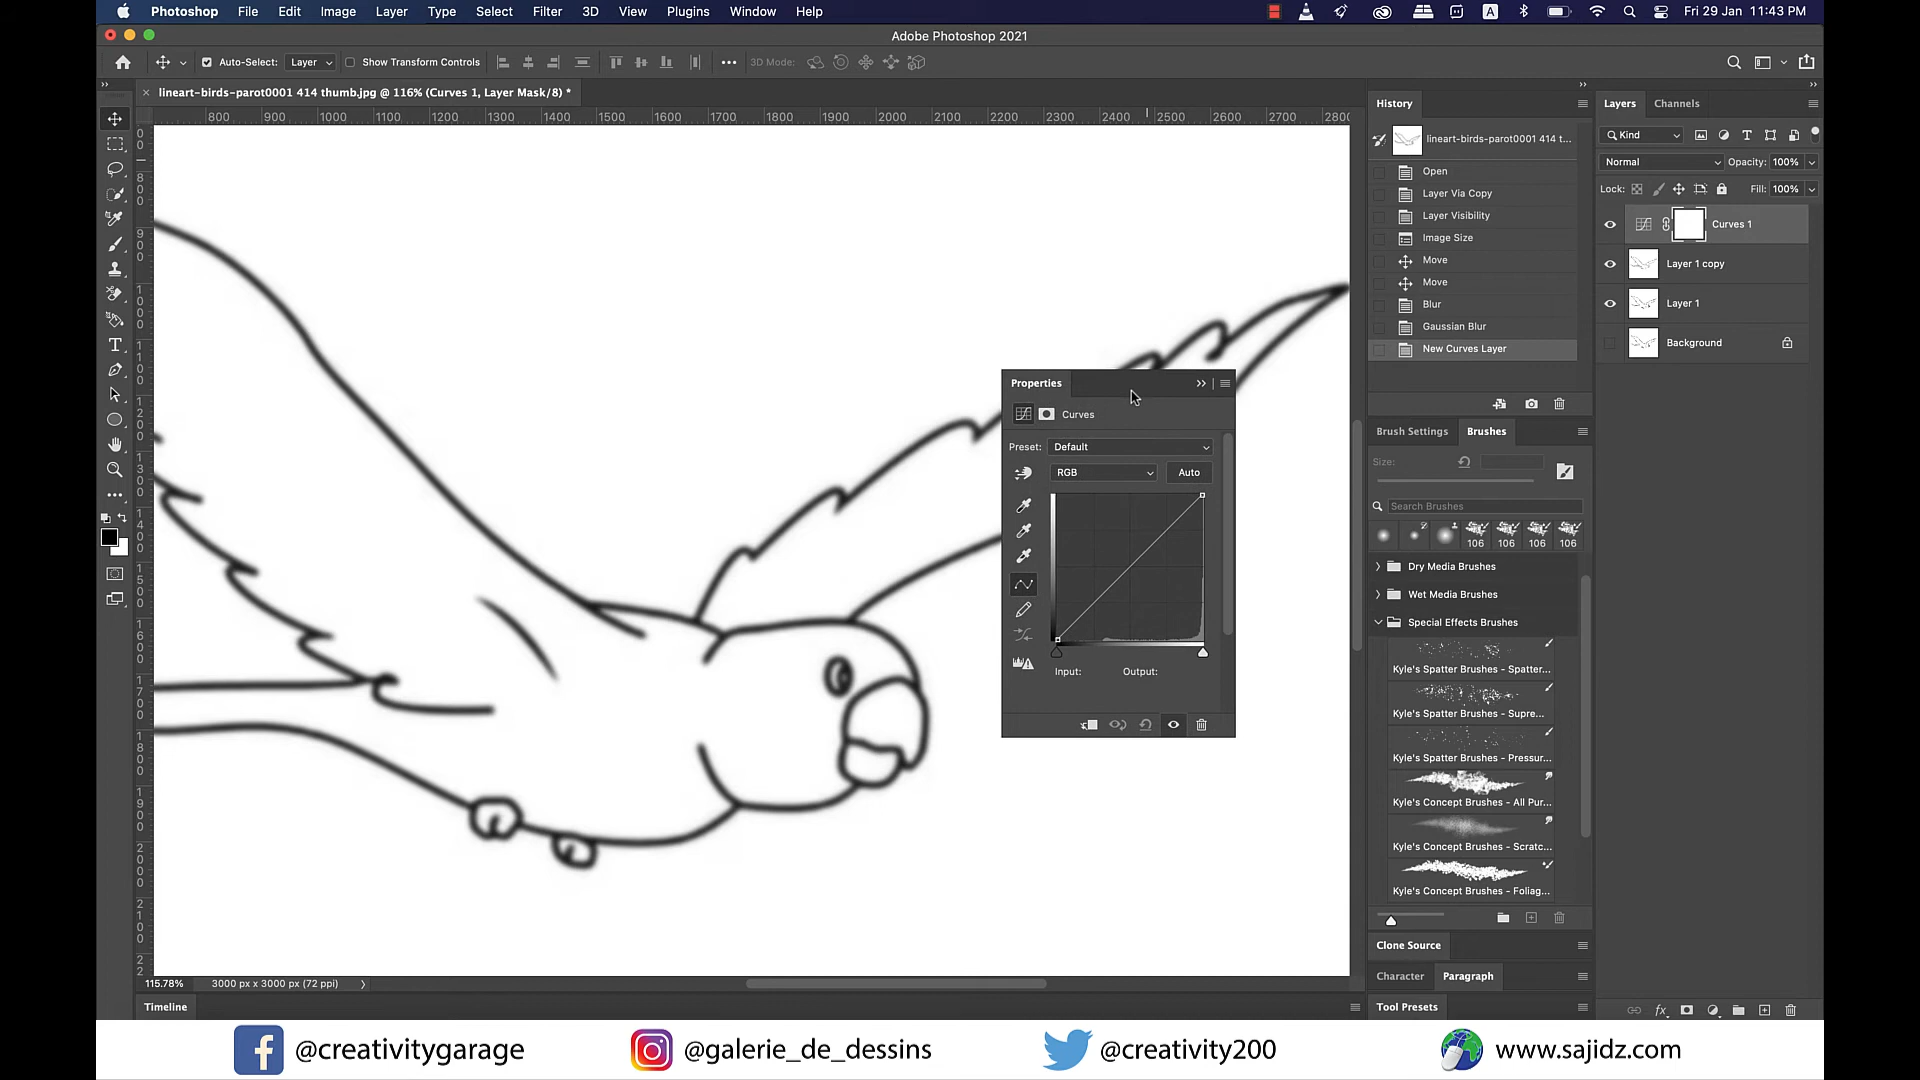 Photoshop File Edit Image Layer Type Select Filter 3D View Plugins Window Help A Fri 29 Jan 11:43 PM
Adobe Photoshop 2021
Auto-Select: Layer Show Transform Controls 3D Mode:
lineart-birds-parot0001 414 thumb.jpg @ 116% (Curves 1, Layer Mask/8) *
800 900 1000 1100 1200 1300 1400 1500 1600 1700 1800 1900 2000 2100 2200 2300 2400 2500 2600 2700 2800
History
lineart-birds-parot0001 414 t...
Open
Layer Via Copy
Layer Visibility
Image Size
Move
Move
Blur
Gaussian Blur
New Curves Layer
Layers Channels
Kind
Normal Opacity: 100%
Lock: Fill: 100%
Curves 1
Layer 1 copy
Layer 1
Background
Properties
Curves
Preset: Default
RGB Auto
Input: Output:
Brush Settings Brushes
Size:
Search Brushes
106 106 106 106
Dry Media Brushes
Wet Media Brushes
Special Effects Brushes
Kyle's Spatter Brushes - Spatter...
Kyle's Spatter Brushes - Supre...
Kyle's Spatter Brushes - Pressur...
Kyle's Concept Brushes - All Pur...
Kyle's Concept Brushes - Scratc...
Kyle's Concept Brushes - Foliag...
Clone Source
Character Paragraph
Tool Presets
115.78% 3000 px x 3000 px (72 ppi)
Timeline
@creativitygarage @galerie_de_dessins @creativity200 www.sajidz.com